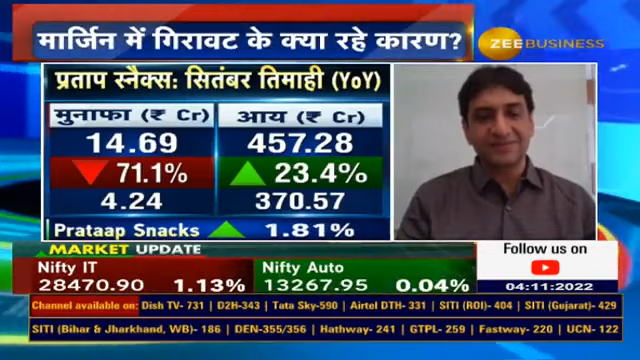 मार्जिन में गिरावट के क्या रहे कारण?
ZEE BUSINESS
प्रताप स्नैक्स: सितंबर तिमाही (YoY)
मुनाफा (₹ Cr) आय (₹ Cr)
14.69 457.28
71.1% 23.4%
4.24 370.57
Prataap Snacks 1.81%
MARKET UPDATE
Nifty IT Nifty Auto
28470.90 1.13% 13267.95 0.04%
Follow us on
04:11:2022
Channel available on: Dish TV- 731 | D2H-343 | Tata Sky-590 | Airtel DTH- 331 | SITI (ROI)- 404 | SITI (Gujarat)- 429
SITI (Bihar & Jharkhand, WB)- 186 | DEN-355/356 | Hathway- 241 | GTPL- 259 | Fastway- 220 | UCN- 122